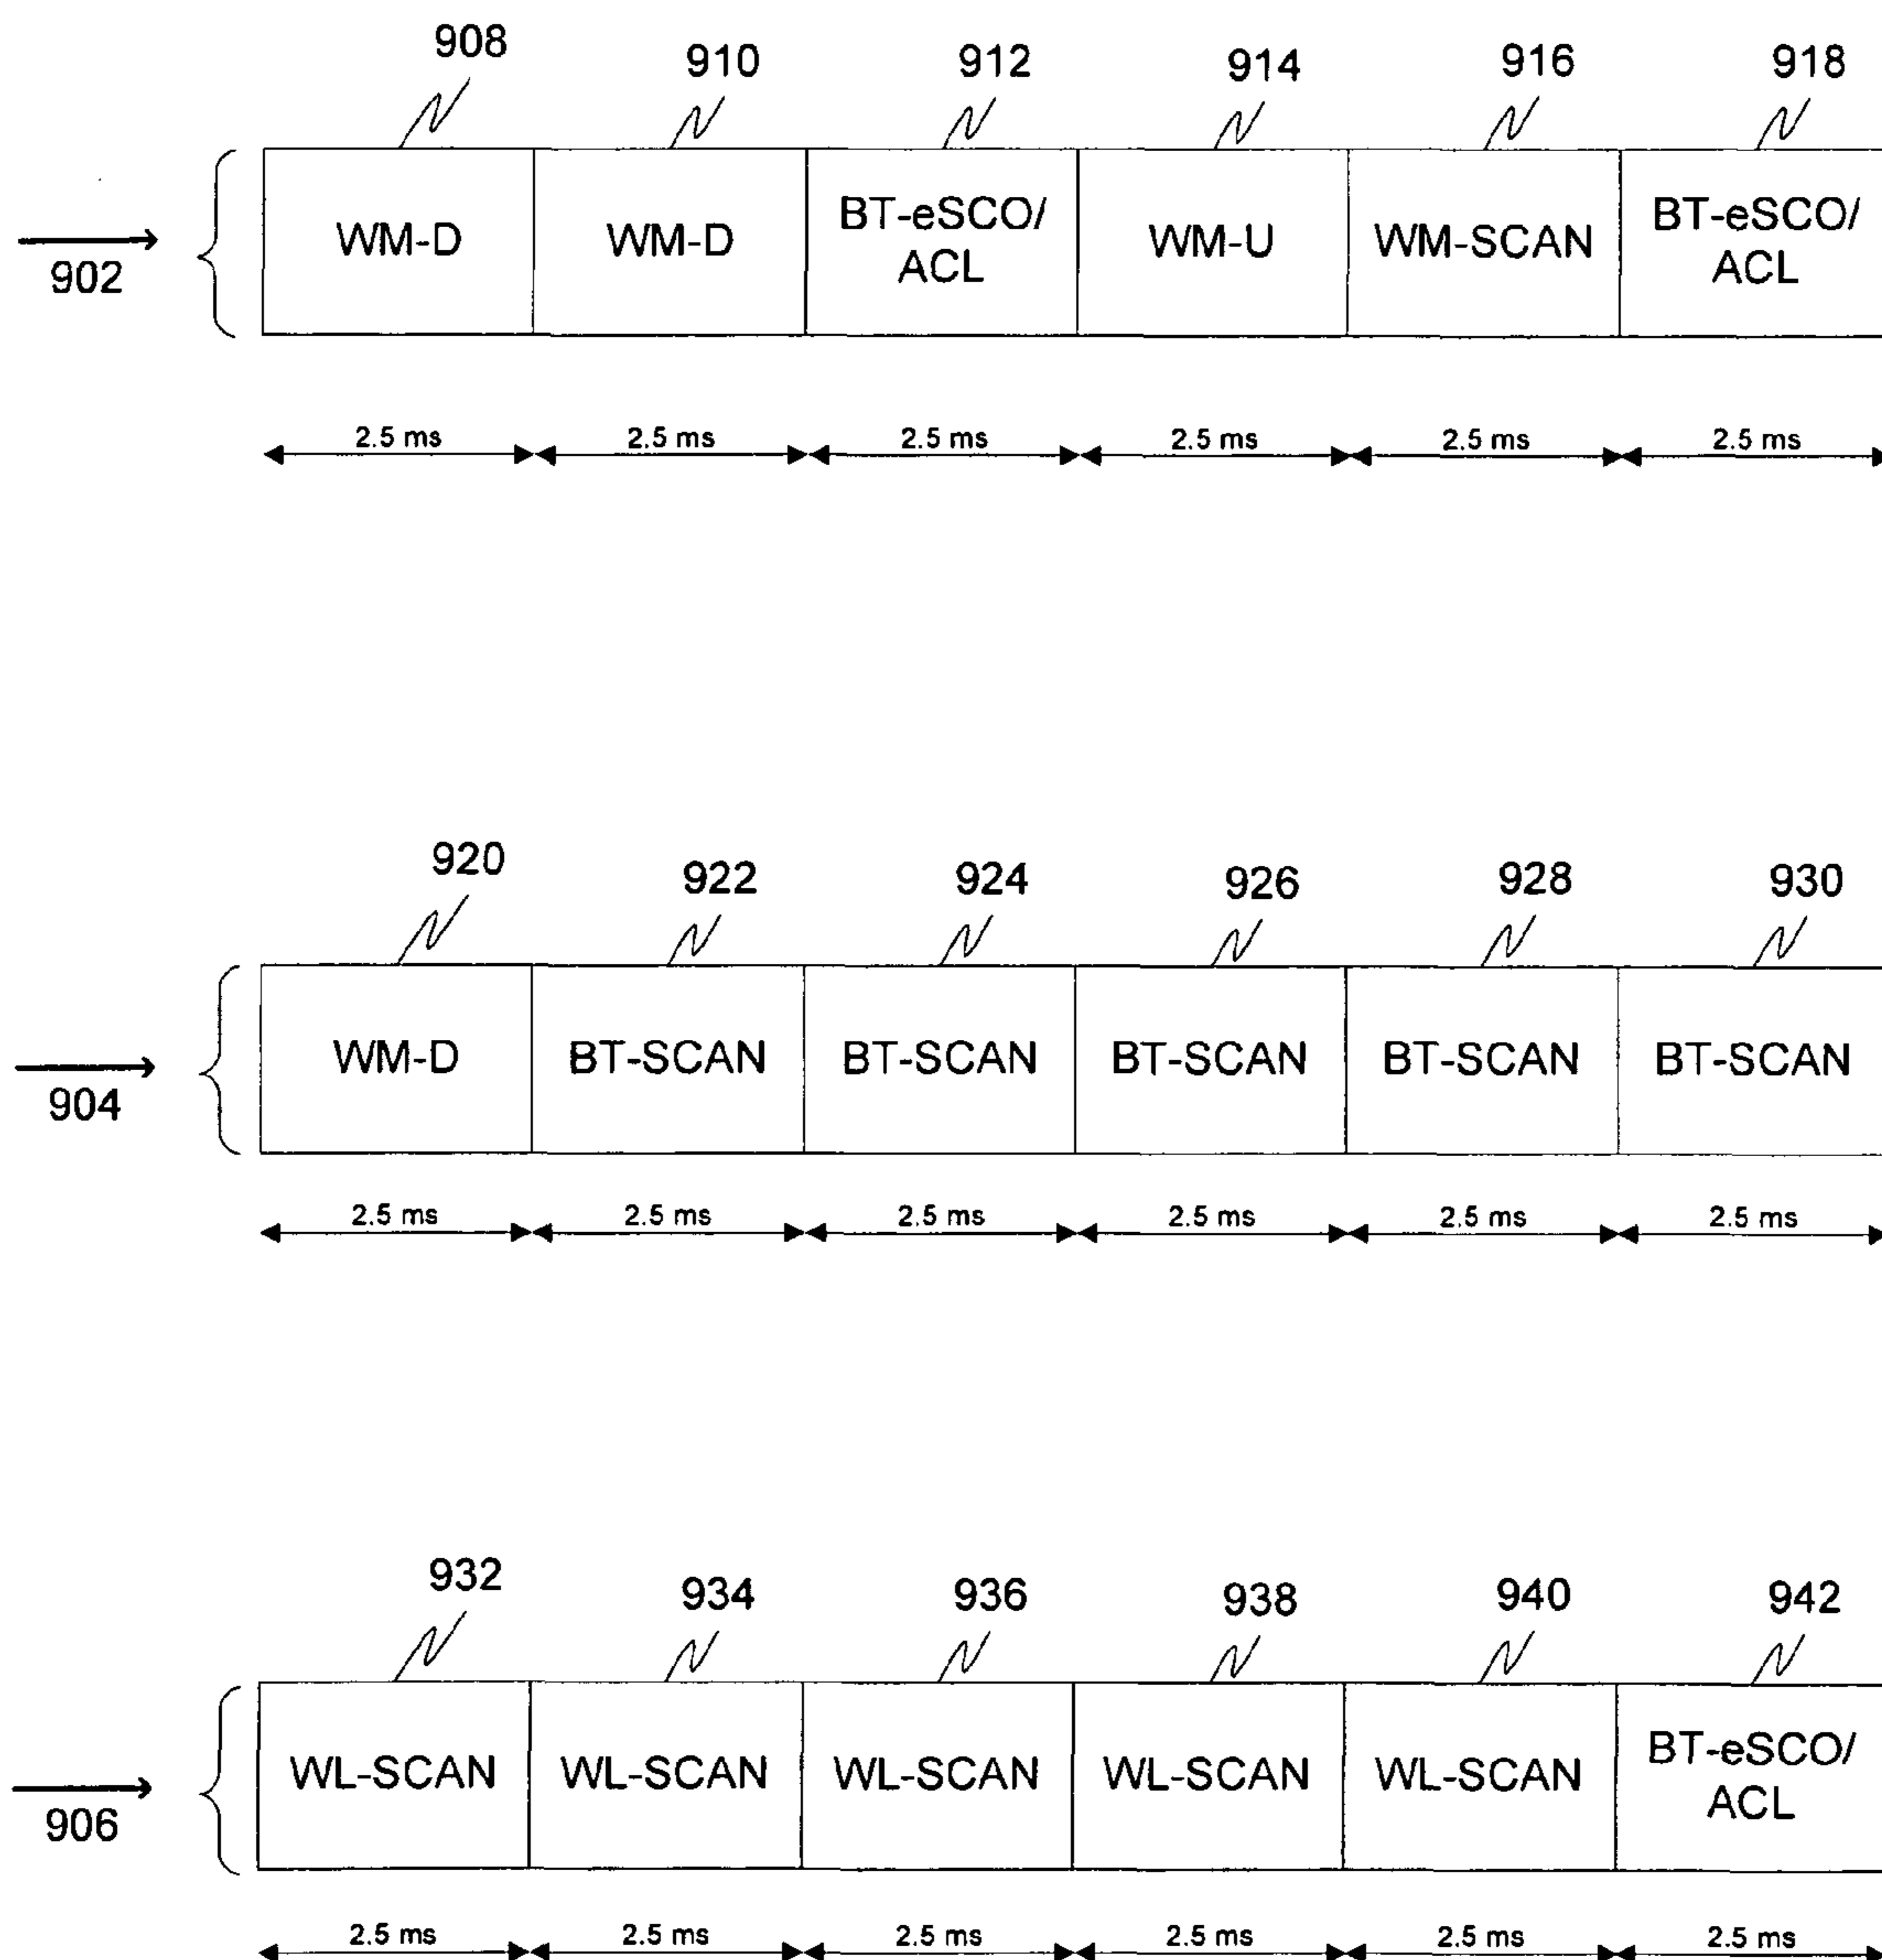 908 910 912 914 916 918
902
WM-D WM-D BT-eSCO/ WM-U WM-SCAN BT-eSCO/
ACL ACL
2.5 ms 2.5 ms 2.5 ms 2.5 ms 2.5 ms 2.5 ms
920 922 924 926 928 930
904
WM-D BT-SCAN BT-SCAN BT-SCAN BT-SCAN BT-SCAN
2.5 ms 2.5 ms 2.5 ms 2.5 ms 2.5 ms 2.5 ms
932 934 936 938 940 942
906
WL-SCAN WL-SCAN WL-SCAN WL-SCAN WL-SCAN BT-eSCO/
ACL
2.5 ms 2.5 ms 2.5 ms 2.5 ms 2.5 ms 2.5 ms